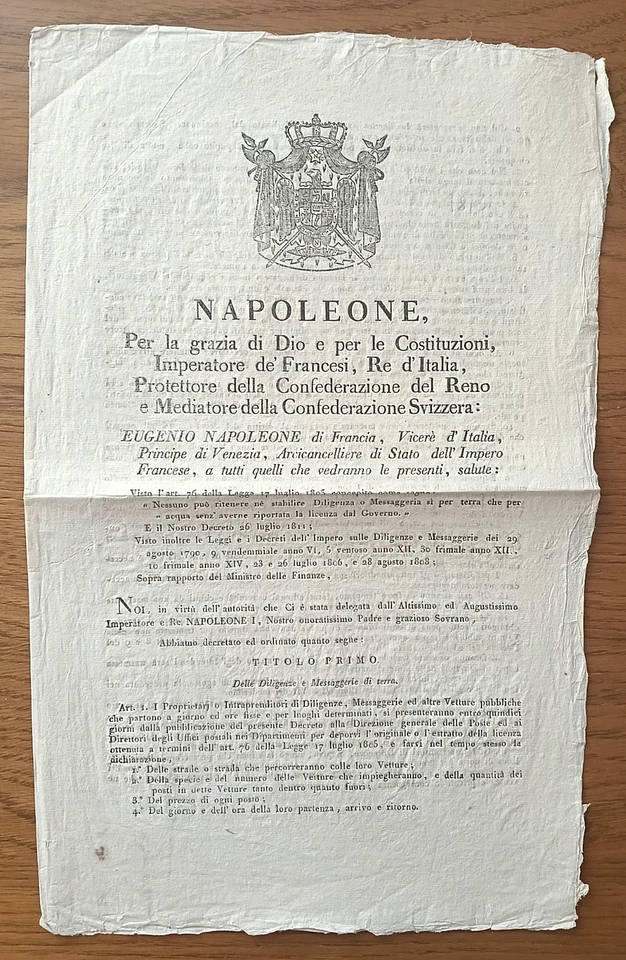 NAPOLEONE,
Per la grazia di Dio e per le Costituzioni,
Imperatore de' Francesi, Re d'Italia,
Protettore della Confederazione del Reno
e Mediatore della Confederazione Svizzera:
EUGENIO NAPOLEONE di Francia, Vicerè d'Italia,
Principe di Venezia, Arcicancelliere di Stato dell'Impero
Francese, a tutti quelli che vedranno le presenti, salute:
Visto l'art. 76 della Legge 17 luglio 1805 concepito come segue:
« Nessuno può ritenere né stabilire Diligenza o Messaggeria sì per terra che per
» acqua senz'averne riportata la licenza dal Governo. »
E il Nostro Decreto 26 luglio 1811;
Visto inoltre le Leggi e i Decreti dell'Impero sulle Diligenze e Messaggerie dei 29
agosto 1790, 9 vendemmiale anno VI, 5 ventoso anno XII, 30 frimale anno XII,
10 frimale anno XIV, 23 e 26 luglio 1806, e 28 agosto 1808;
Sopra rapporto del Ministro delle Finanze,
NOI, in virtù dell'autorità che Ci è stata delegata dall'Altissimo ed Augustissimo
Imperatore e Re NAPOLEONE I, Nostro onoratissimo Padre e grazioso Sovrano,
Abbiamo decretato ed ordinato quanto segue:
TITOLO PRIMO.
Delle Diligenze e Messaggerie di terra.
Art. 1. I Proprietarj o Intraprenditori di Diligenze, Messaggerie ed altre Vetture pubbliche
che partono a giorno ed ore fisse e per luoghi determinati, si presenteranno entro quindici
giorni dalla pubblicazione del presente Decreto alla Direzione generale delle Poste ed ai
Direttori degli Uffici postali nei Dipartimenti per deporvi l'originale o l'estratto della licenza
ottenuta a termini dell'art. 76 della Legge 17 luglio 1805, e farvi nel tempo stesso la
dichiarazione,
1.° Delle strade o strada che percorreranno colle loro Vetture;
2.° Della specie e del numero delle Vetture che impiegheranno, e della quantità dei
posti in dette Vetture tanto dentro quanto fuori;
3.° Del prezzo di ogni posto;
4.° Del giorno e dell'ora della loro partenza, arrivo e ritorno.